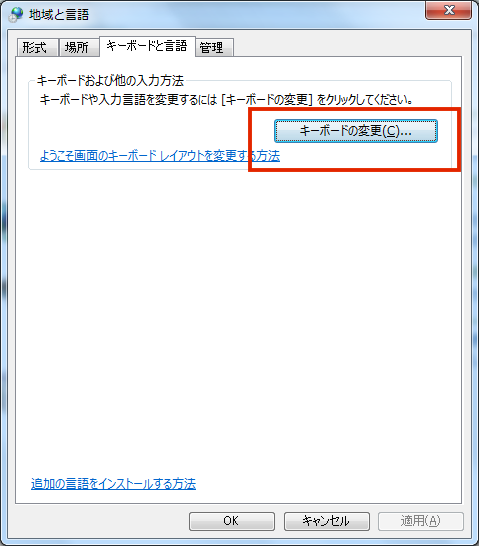 地域と言語
形式 場所 キーボードと言語 管理
キーボードおよび他の入力方法
キーボードや入力言語を変更するには [キーボードの変更] をクリックしてください。
キーボードの変更(C)...
ようこそ画面のキーボード レイアウトを変更する方法
追加の言語をインストールする方法
OK キャンセル 適用(A)